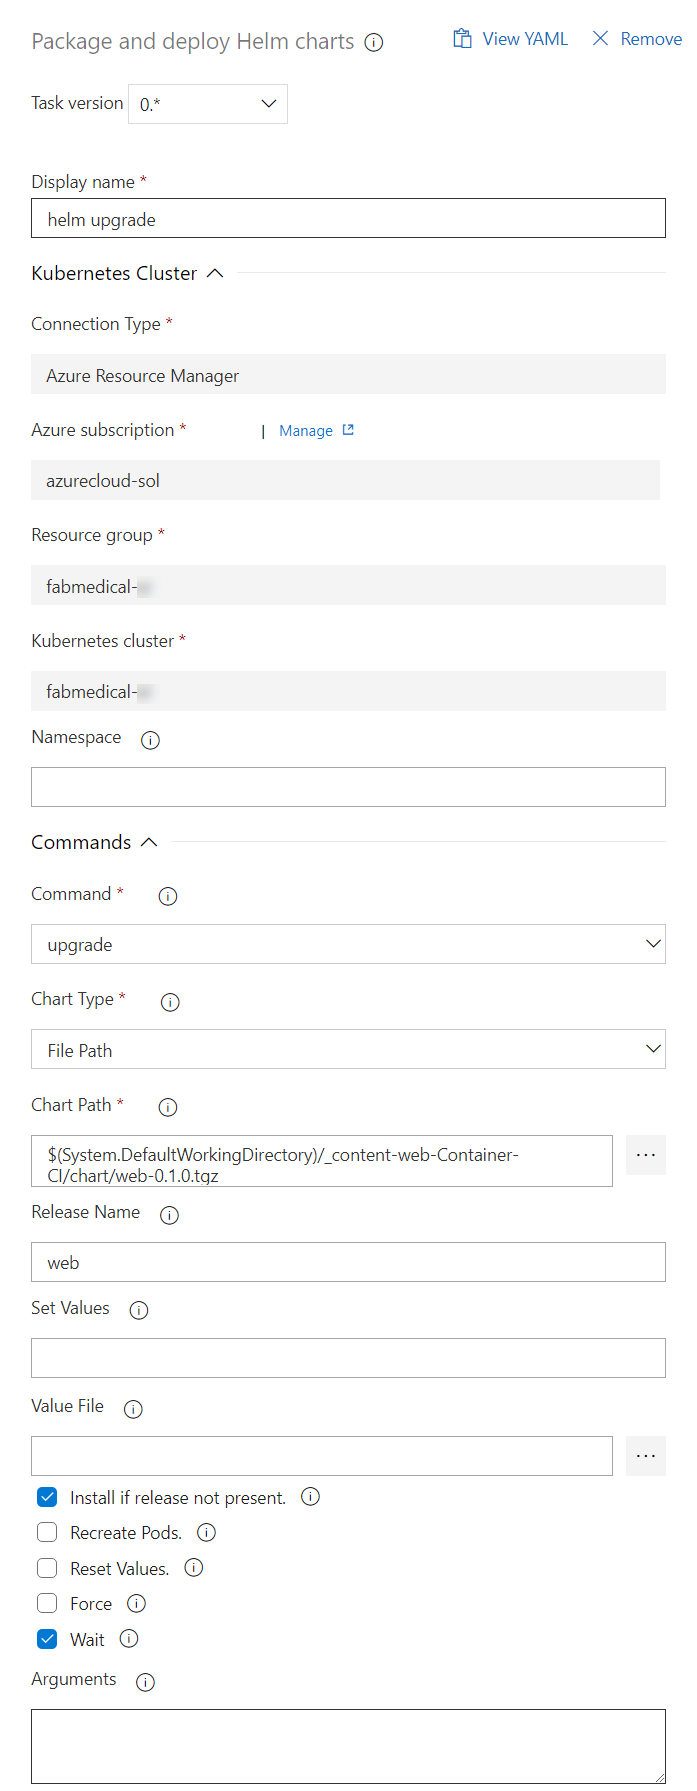 Package and deploy Helm charts
View YAML
Remove
Task version
0.*
Display name *
helm upgrade
Kubernetes Cluster
Connection Type *
Azure Resource Manager
Azure subscription *
| Manage
azurecloud-sol
Resource group *
fabmedical-
Kubernetes cluster *
fabmedical-
Namespace
Commands
Command *
upgrade
Chart Type *
File Path
Chart Path *
$(System.DefaultWorkingDirectory)/_content-web-Container-
CI/chart/web-0.1.0.tgz
...
Release Name
web
Set Values
Value File
...
Install if release not present.
Recreate Pods.
Reset Values.
Force
Wait
Arguments